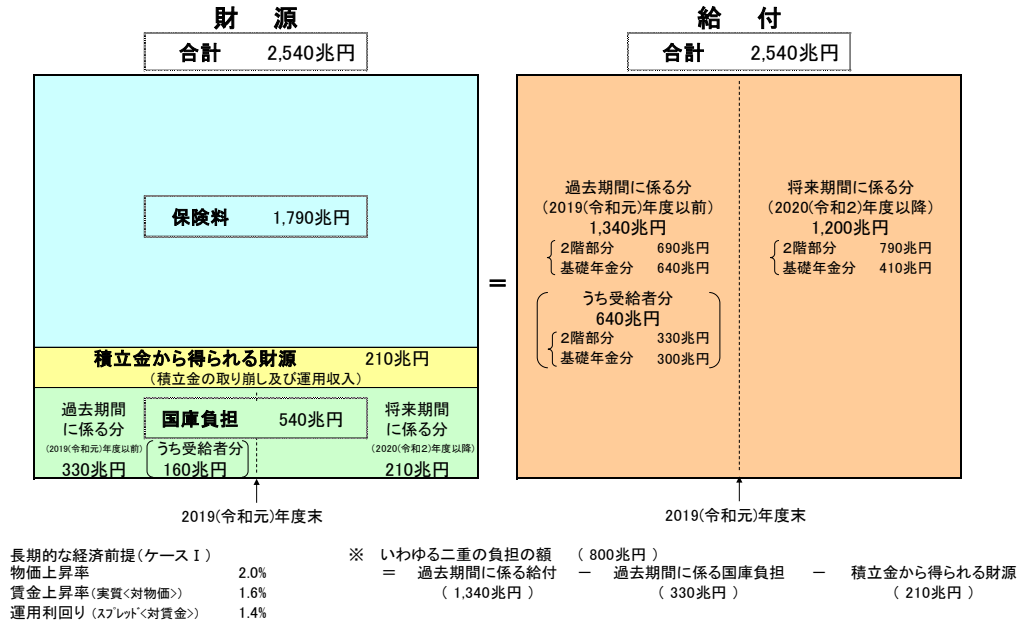 財　源
合計　2,540兆円
保険料　1,790兆円
積立金から得られる財源　210兆円
(積立金の取り崩し及び運用収入)
国庫負担　540兆円
過去期間
に係る分
(2019(令和元)年度以前)
330兆円
うち受給者分
160兆円
将来期間
に係る分
(2020(令和2)年度以降)
210兆円
2019(令和元)年度末
＝
給　付
合計　2,540兆円
過去期間に係る分
(2019(令和元)年度以前)
1,340兆円
2階部分　690兆円
基礎年金分　640兆円
うち受給者分
640兆円
2階部分　330兆円
基礎年金分　300兆円
将来期間に係る分
(2020(令和2)年度以降)
1,200兆円
2階部分　790兆円
基礎年金分　410兆円
2019(令和元)年度末
長期的な経済前提(ケースⅠ)
物価上昇率　2.0%
賃金上昇率(実質<対物価>)　1.6%
運用利回り(スプレッド<対賃金>)　1.4%
※　いわゆる二重の負担の額　( 800兆円 )
＝　過去期間に係る給付　－　過去期間に係る国庫負担　－　積立金から得られる財源
( 1,340兆円 )　( 330兆円 )　( 210兆円 )